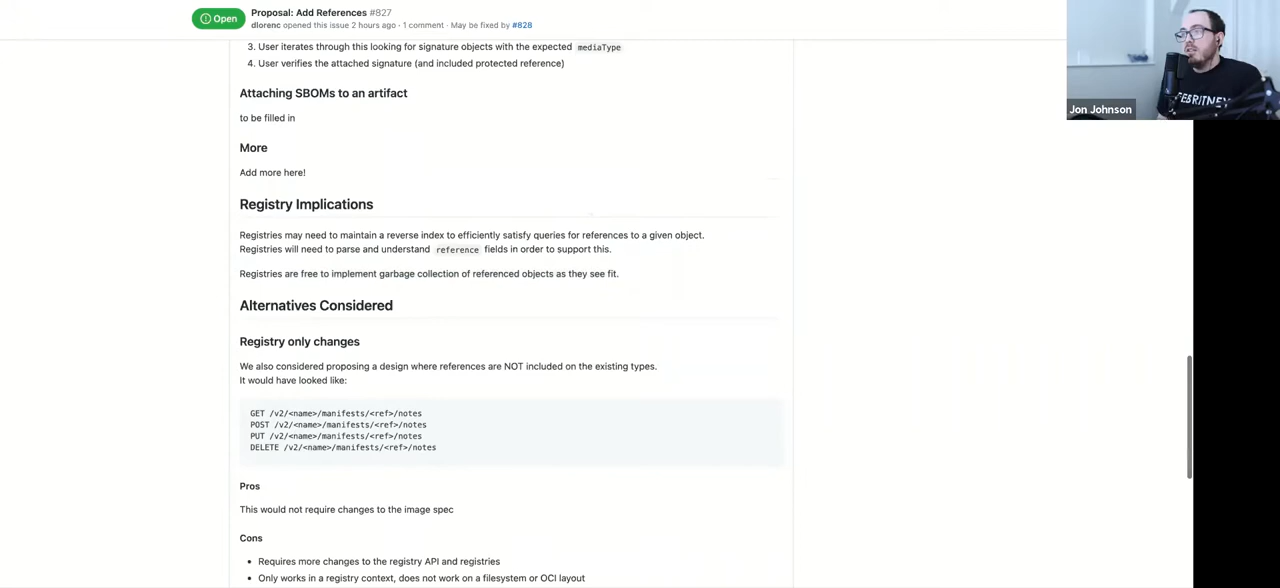 Open
Proposal: Add References #827
dlorenc opened this issue 2 hours ago · 1 comment · May be fixed by #828
3. User iterates through this looking for signature objects with the expected mediaType
4. User verifies the attached signature (and included protected reference)
Attaching SBOMs to an artifact
to be filled in
More
Add more here!
Registry Implications
Registries may need to maintain a reverse index to efficiently satisfy queries for references to a given object.
Registries will need to parse and understand reference fields in order to support this.
Registries are free to implement garbage collection of referenced objects as they see fit.
Alternatives Considered
Registry only changes
We also considered proposing a design where references are NOT included on the existing types.
It would have looked like:
GET /v2/<name>/manifests/<ref>/notes
POST /v2/<name>/manifests/<ref>/notes
PUT /v2/<name>/manifests/<ref>/notes
DELETE /v2/<name>/manifests/<ref>/notes
Pros
This would not require changes to the image spec
Cons
• Requires more changes to the registry API and registries
• Only works in a registry context, does not work on a filesystem or OCI layout
Jon Johnson